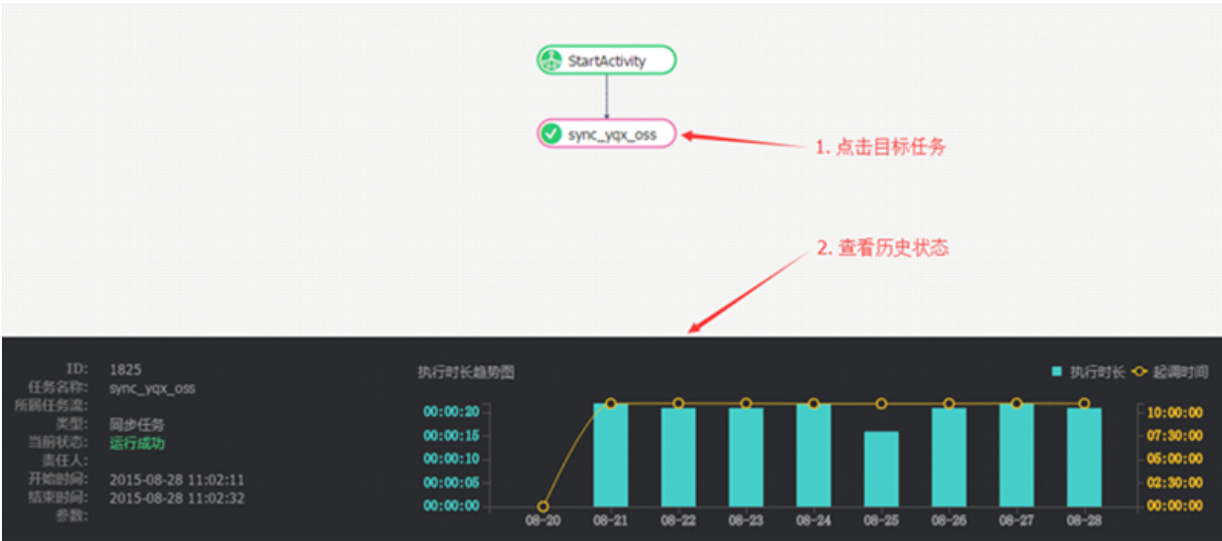 StartActivity
sync_yqx_oss
1. 点击目标任务
2. 查看历史状态
ID: 1825
任务名称: sync_yqx_oss
所属任务流:
类型: 同步任务
当前状态: 运行成功
责任人:
开始时间: 2015-08-28 11:02:11
结束时间: 2015-08-28 11:02:32
参数:
执行时长趋势图
执行时长 起调时间
00:00:20 10:00:00
00:00:15 07:30:00
00:00:10 05:00:00
00:00:05 02:30:00
00:00:00 00:00:00
08-20 08-21 08-22 08-23 08-24 08-25 08-26 08-27 08-28